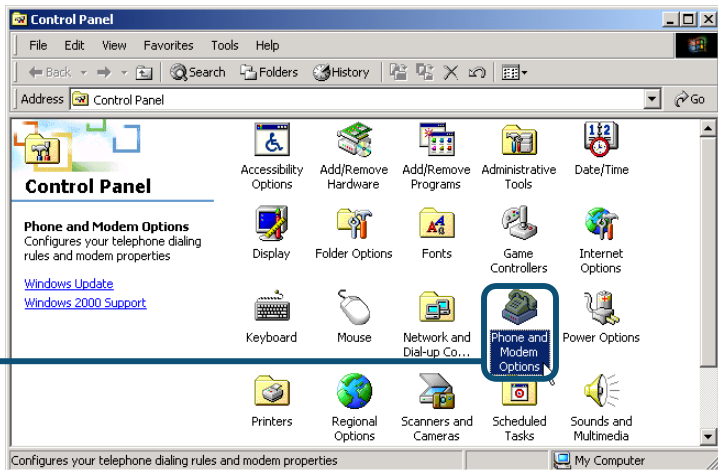 Control Panel
File Edit View Favorites Tools Help
Back Search Folders History
Address Control Panel Go
Control Panel
Phone and Modem Options
Configures your telephone dialing
rules and modem properties
Windows Update
Windows 2000 Support
Accessibility
Options
Add/Remove
Hardware
Add/Remove
Programs
Administrative
Tools
Date/Time
Display
Folder Options
Fonts
Game
Controllers
Internet
Options
Keyboard
Mouse
Network and
Dial-up Co...
Phone and
Modem
Options
Power Options
Printers
Regional
Options
Scanners and
Cameras
Scheduled
Tasks
Sounds and
Multimedia
Configures your telephone dialing rules and modem properties
My Computer